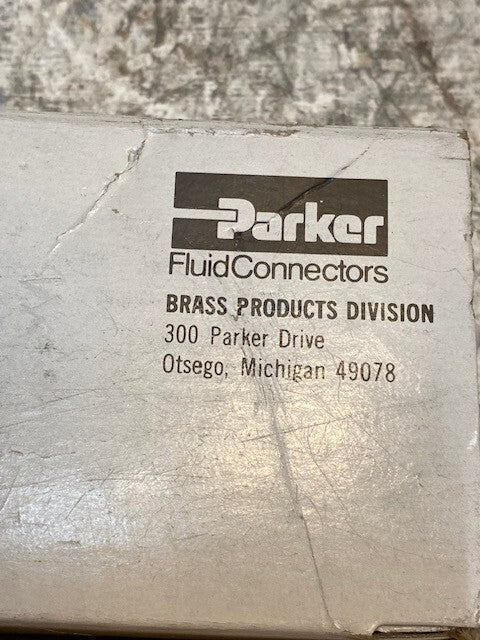 Parker
FluidConnectors
BRASS PRODUCTS DIVISION
300 Parker Drive
Otsego, Michigan 49078